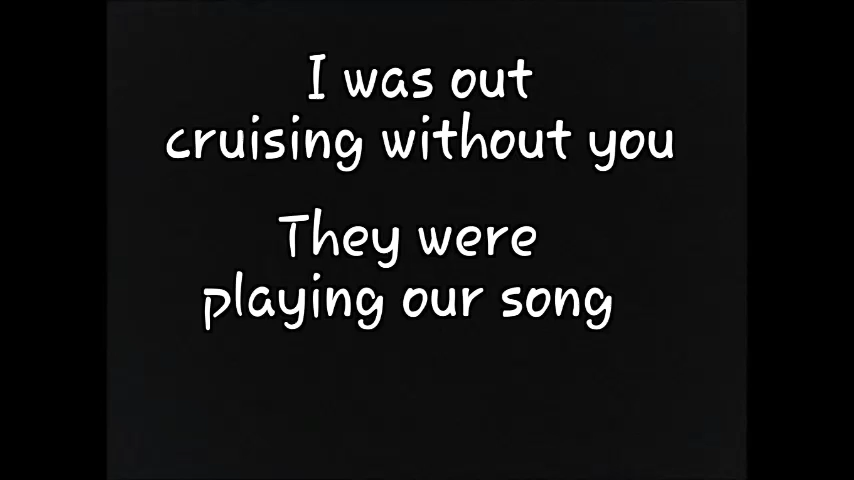 I was out
cruising without you
They were
playing our song